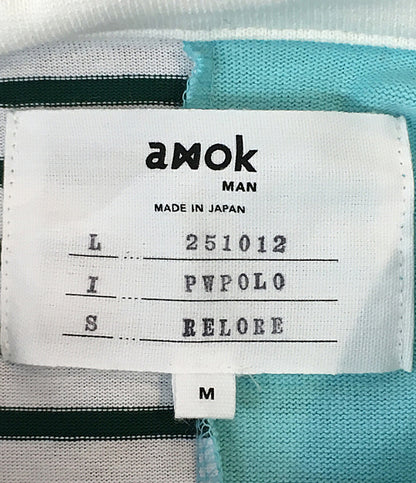 amok
MAN
MADE IN JAPAN
L ... 251012
I ... PWPOLO
S ... RELORE
M